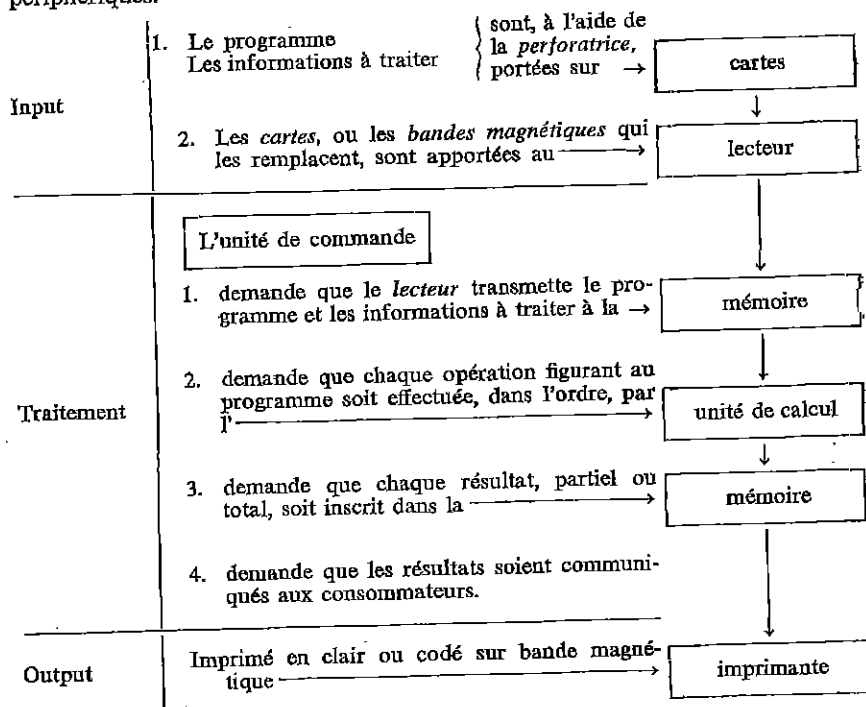 périphériques.
1. Le programme
Les informations à traiter
sont, à l'aide de
la perforatrice,
portées sur →
cartes
Input
2. Les cartes, ou les bandes magnétiques qui
les remplacent, sont apportées au
lecteur
L'unité de commande
1. demande que le lecteur transmette le pro-
gramme et les informations à traiter à la →
mémoire
2. demande que chaque opération figurant au
programme soit effectuée, dans l'ordre, par
l'
unité de calcul
Traitement
3. demande que chaque résultat, partiel ou
total, soit inscrit dans la
mémoire
4. demande que les résultats soient communi-
qués aux consommateurs.
Output
Imprimé en clair ou codé sur bande magné-
tique
imprimante